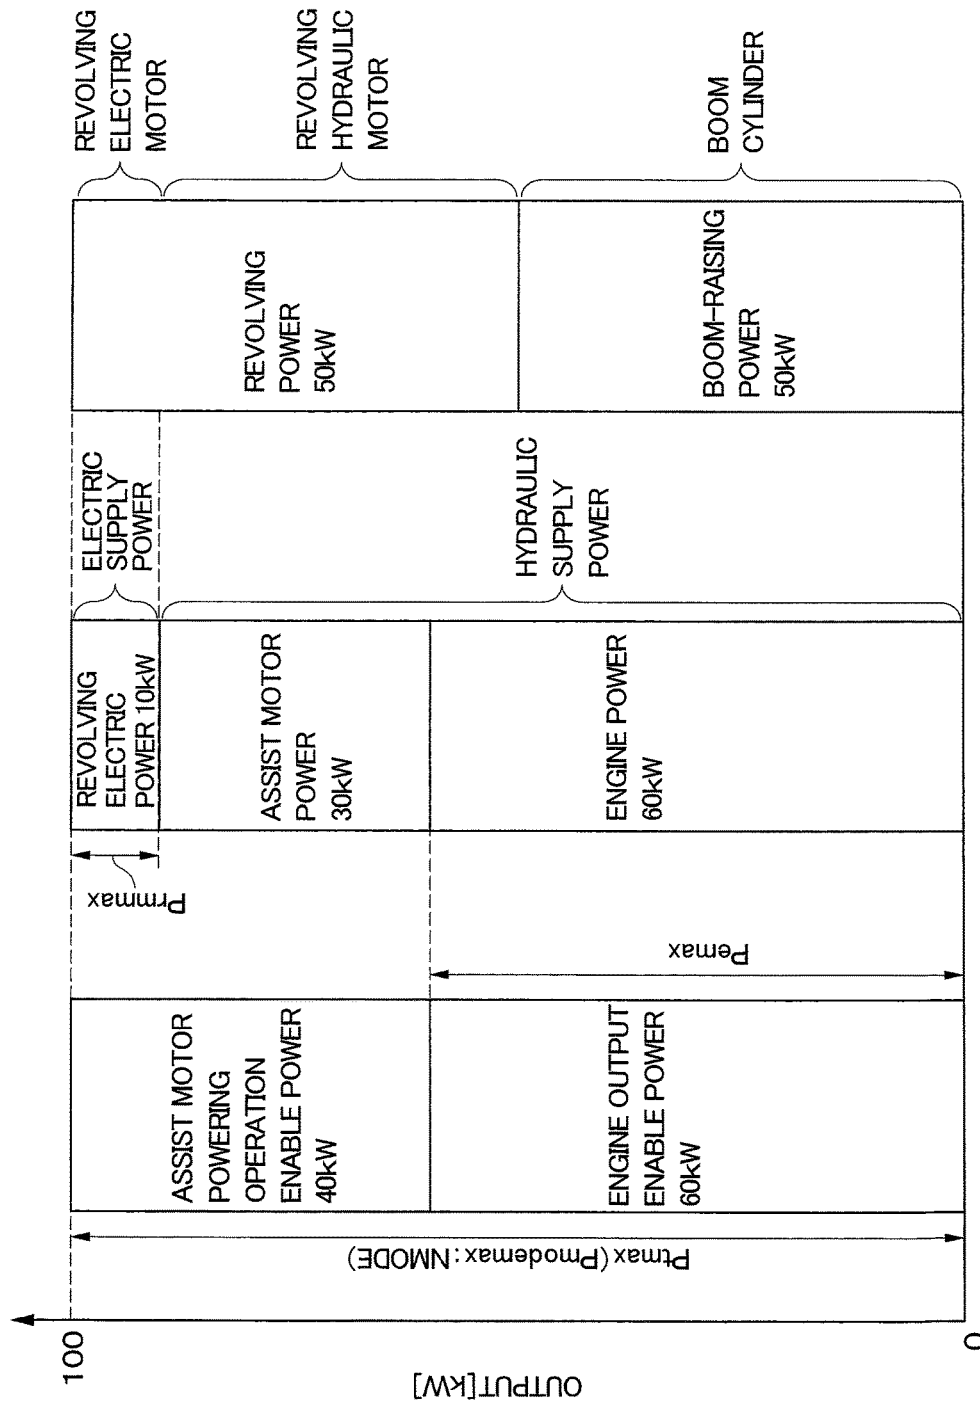 OUTPUT[kW]
100
0
Ptmax(Pmodemax:NMODE)
ASSIST MOTOR
POWERING
OPERATION
ENABLE POWER
40kW
ENGINE OUTPUT
ENABLE POWER
60kW
Prmmax
Pemax
REVOLVING
ELECTRIC
POWER 10kW
ASSIST MOTOR
POWER
30kW
ENGINE POWER
60kW
ELECTRIC
SUPPLY
POWER
HYDRAULIC
SUPPLY
POWER
REVOLVING
POWER
50kW
BOOM-RAISING
POWER
50kW
REVOLVING
ELECTRIC
MOTOR
REVOLVING
HYDRAULIC
MOTOR
BOOM
CYLINDER